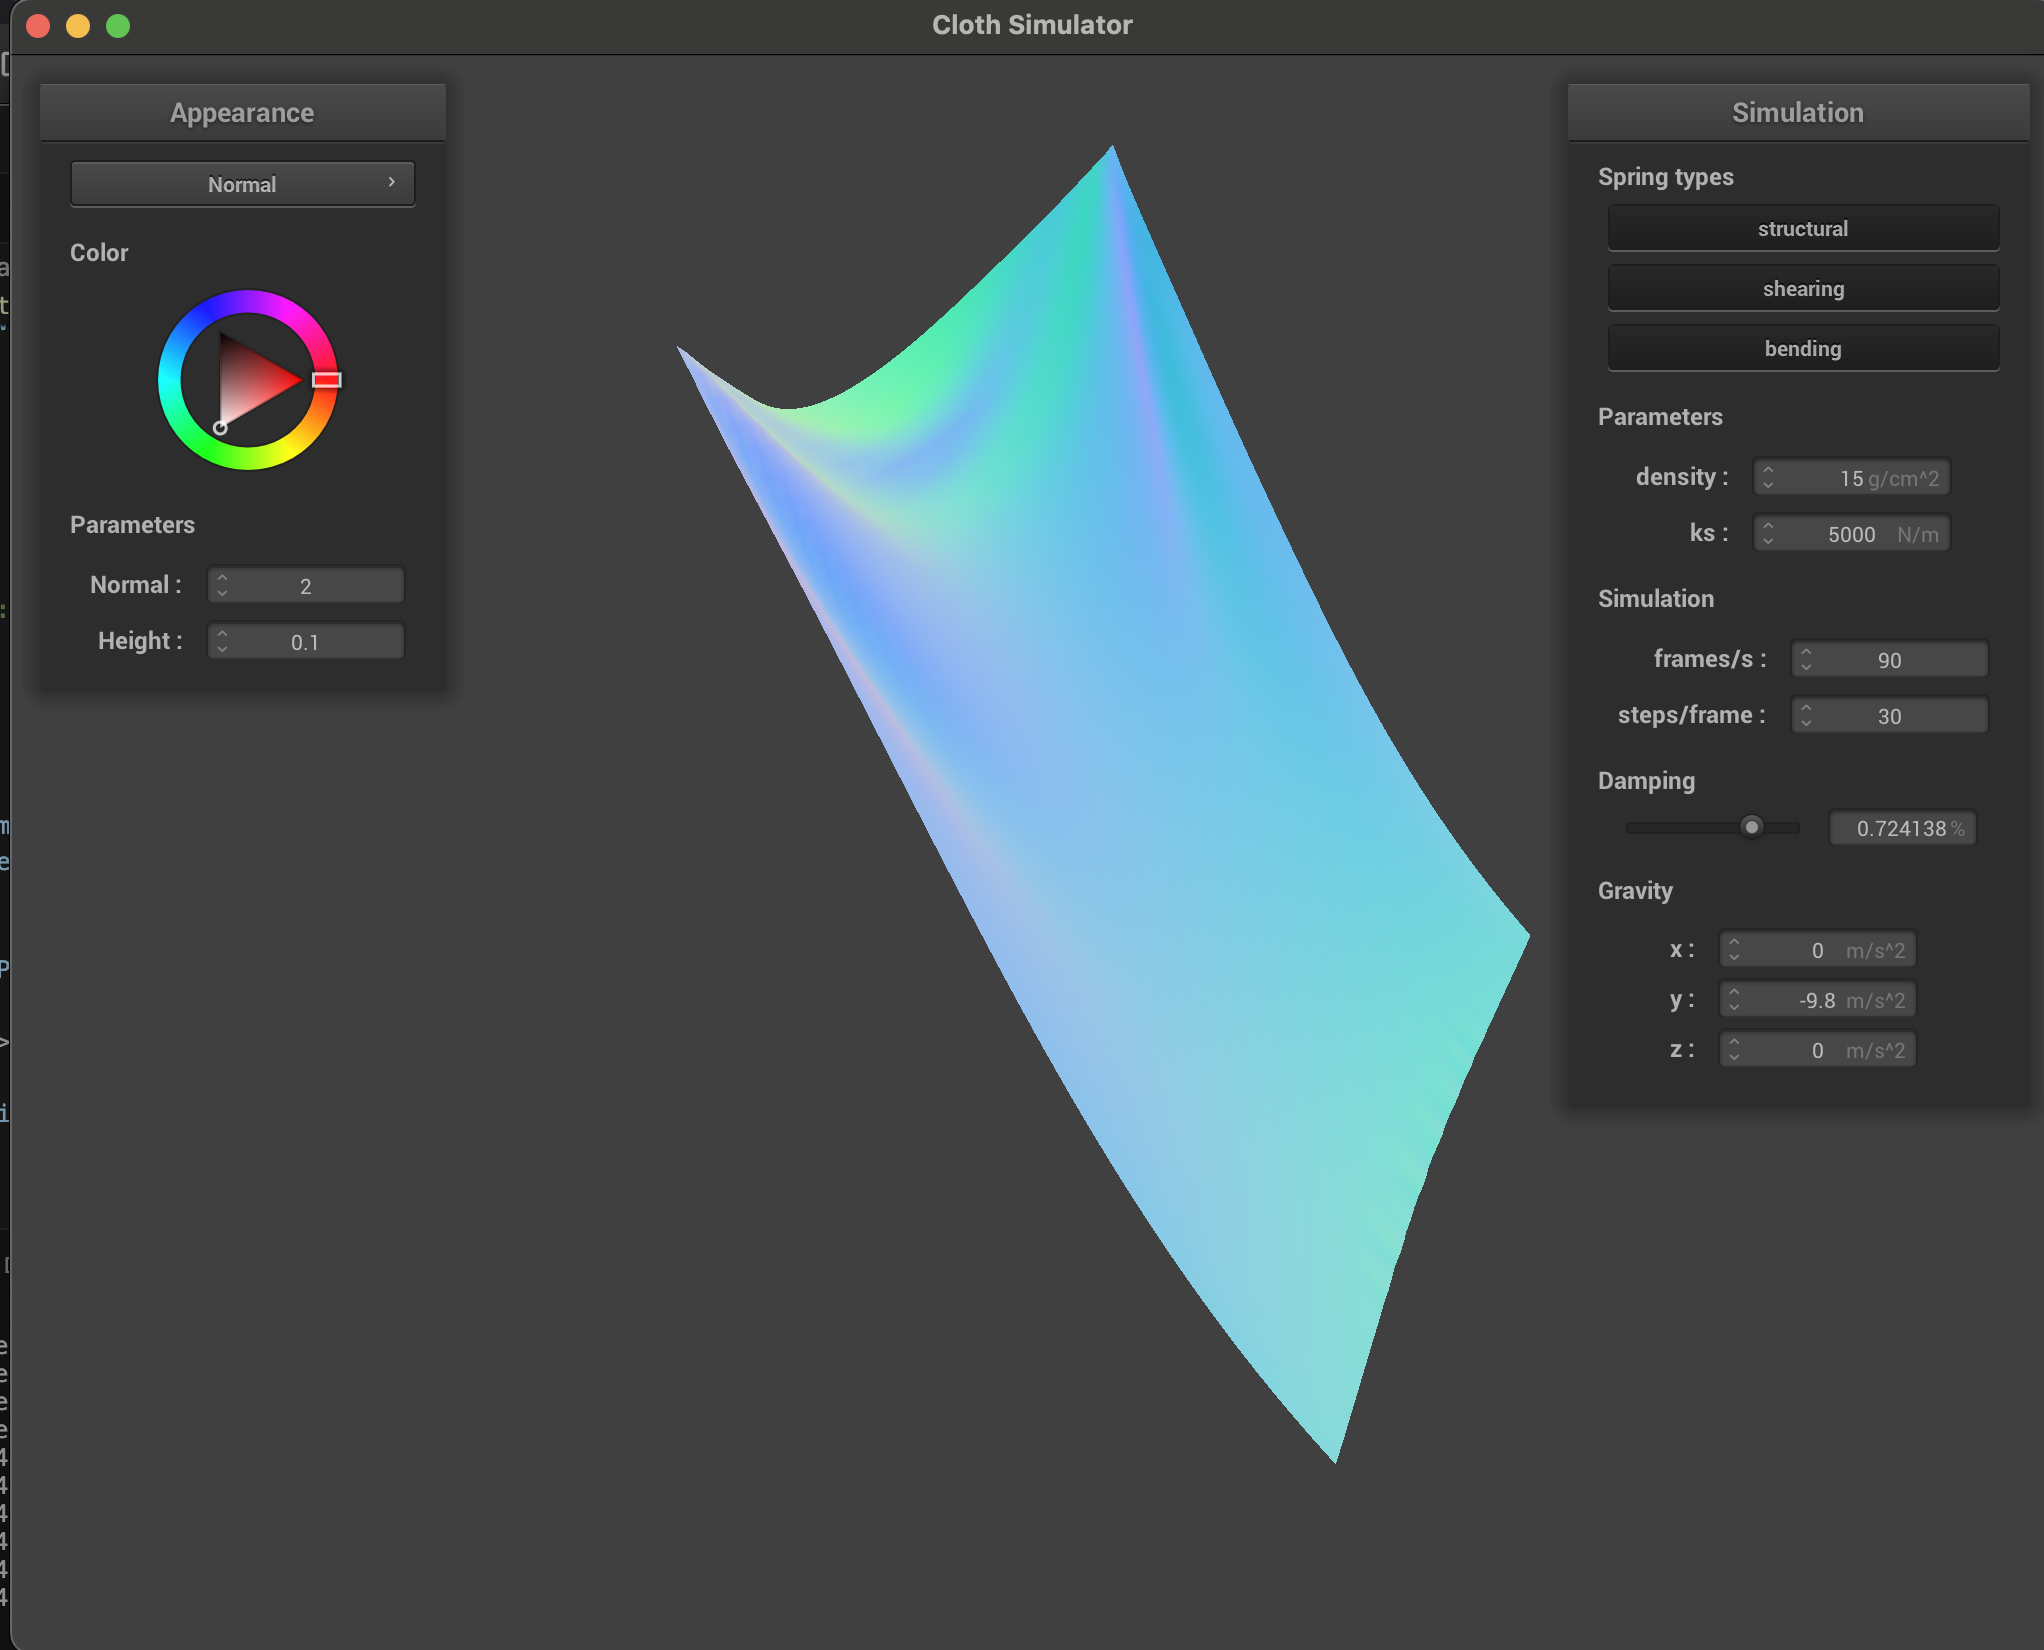 Cloth Simulator
Appearance
Normal
Color
Parameters
Normal : 2
Height : 0.1
Simulation
Spring types
structural
shearing
bending
Parameters
density : 15 g/cm^2
ks : 5000 N/m
Simulation
frames/s : 90
steps/frame : 30
Damping
0.724138 %
Gravity
x : 0 m/s^2
y : -9.8 m/s^2
z : 0 m/s^2